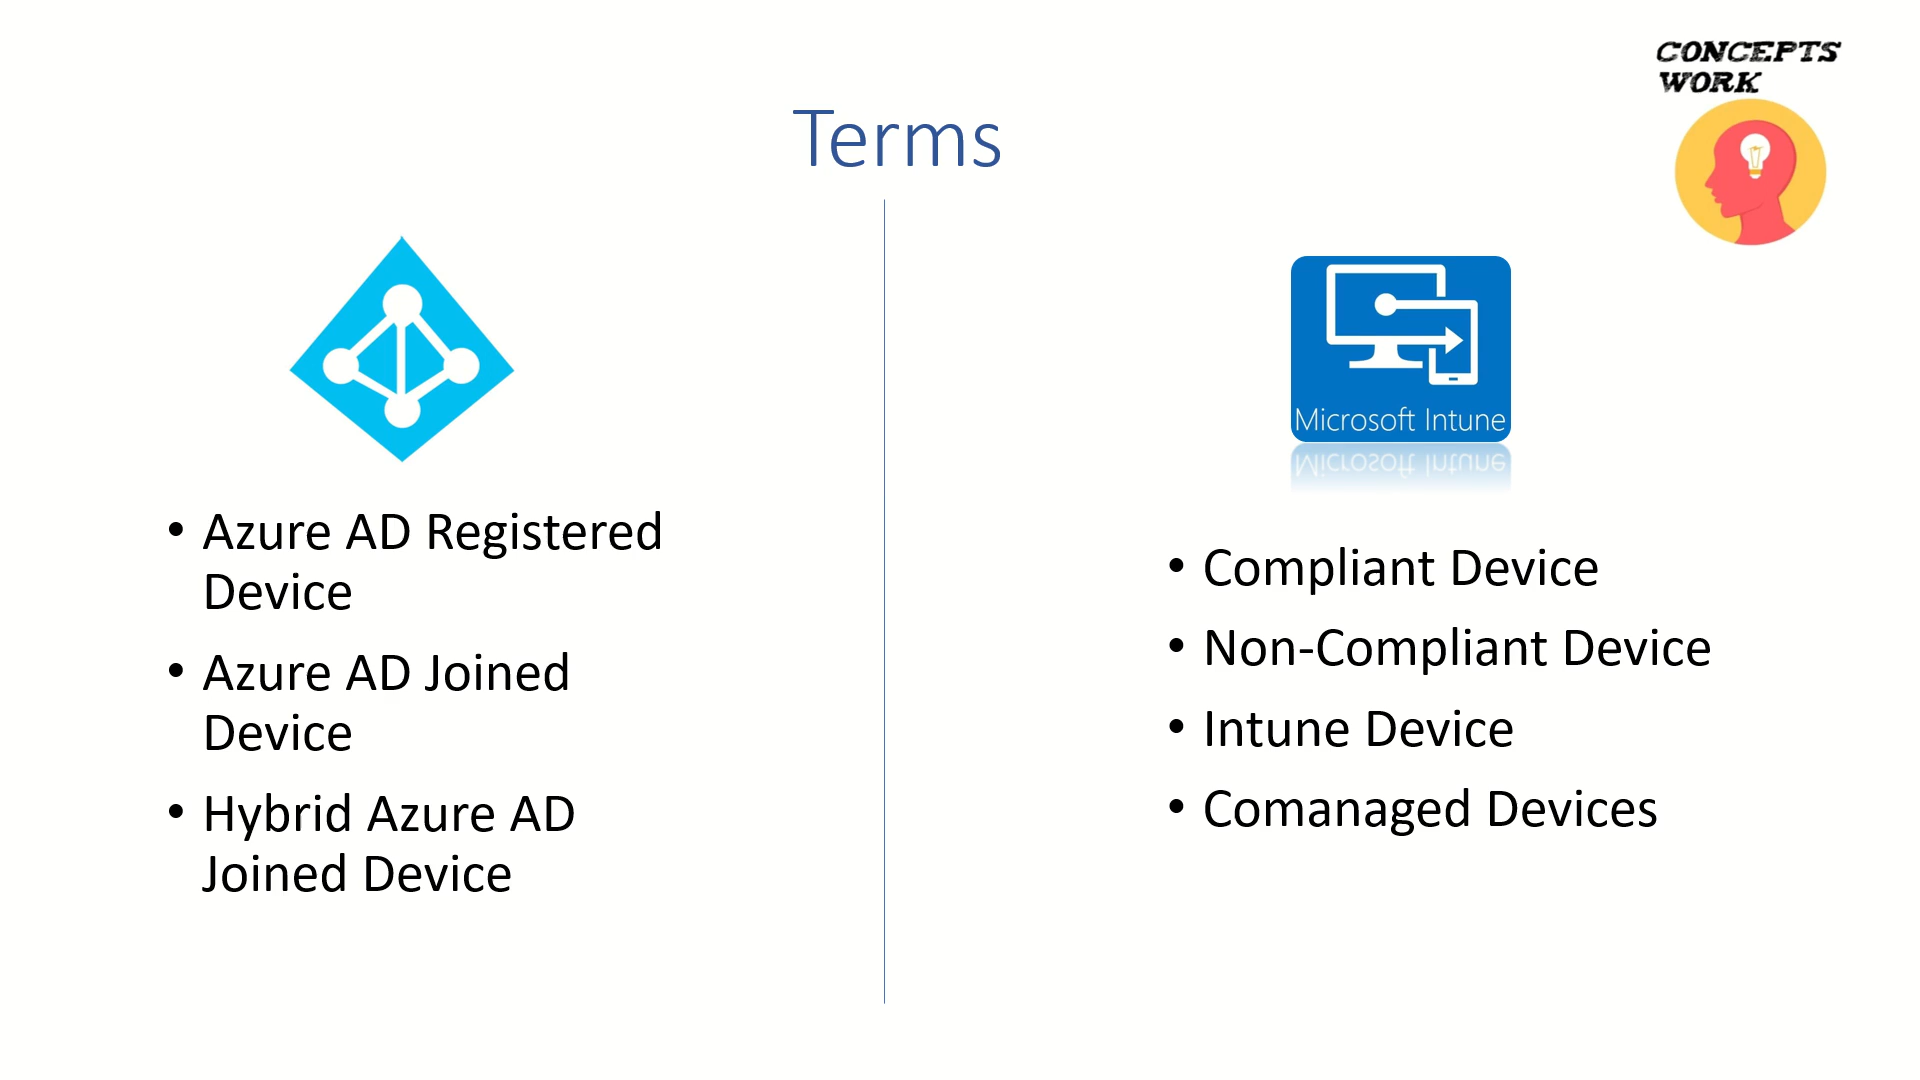 CONCEPTS
WORK
Terms
Microsoft Intune
• Azure AD Registered
Device
• Azure AD Joined
Device
• Hybrid Azure AD
Joined Device
• Compliant Device
• Non-Compliant Device
• Intune Device
• Comanaged Devices